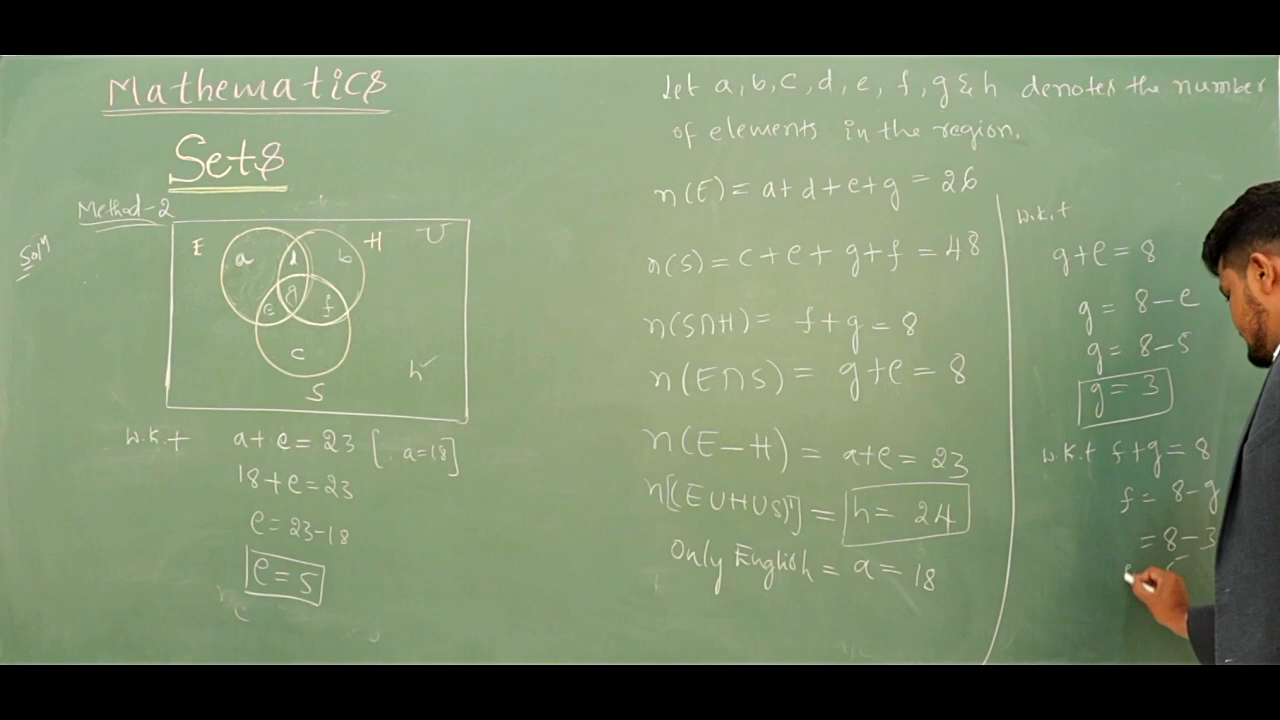 Mathematics
Sets
Method-2
Soln
E
H
U
a
d
b
g
e
f
c
h
S
W.K.t a+e=23 [∵ a=18]
18+e=23
e=23-18
e=5
Let a, b, c, d, e, f, g & h denotes the number
of elements in the region.
n(E)= a+d+e+g = 26
n(S)= c+e+g+f = 48
n(S∩H)= f+g = 8
n(E∩S) = g+e = 8
n(E-H) = a+e = 23
n[(E∪H∪S)'] = h= 24
Only English = a = 18
W.K.t
g+e = 8
g = 8-e
g = 8-5
g= 3
W.K.t f+g = 8
f = 8-g
= 8-3